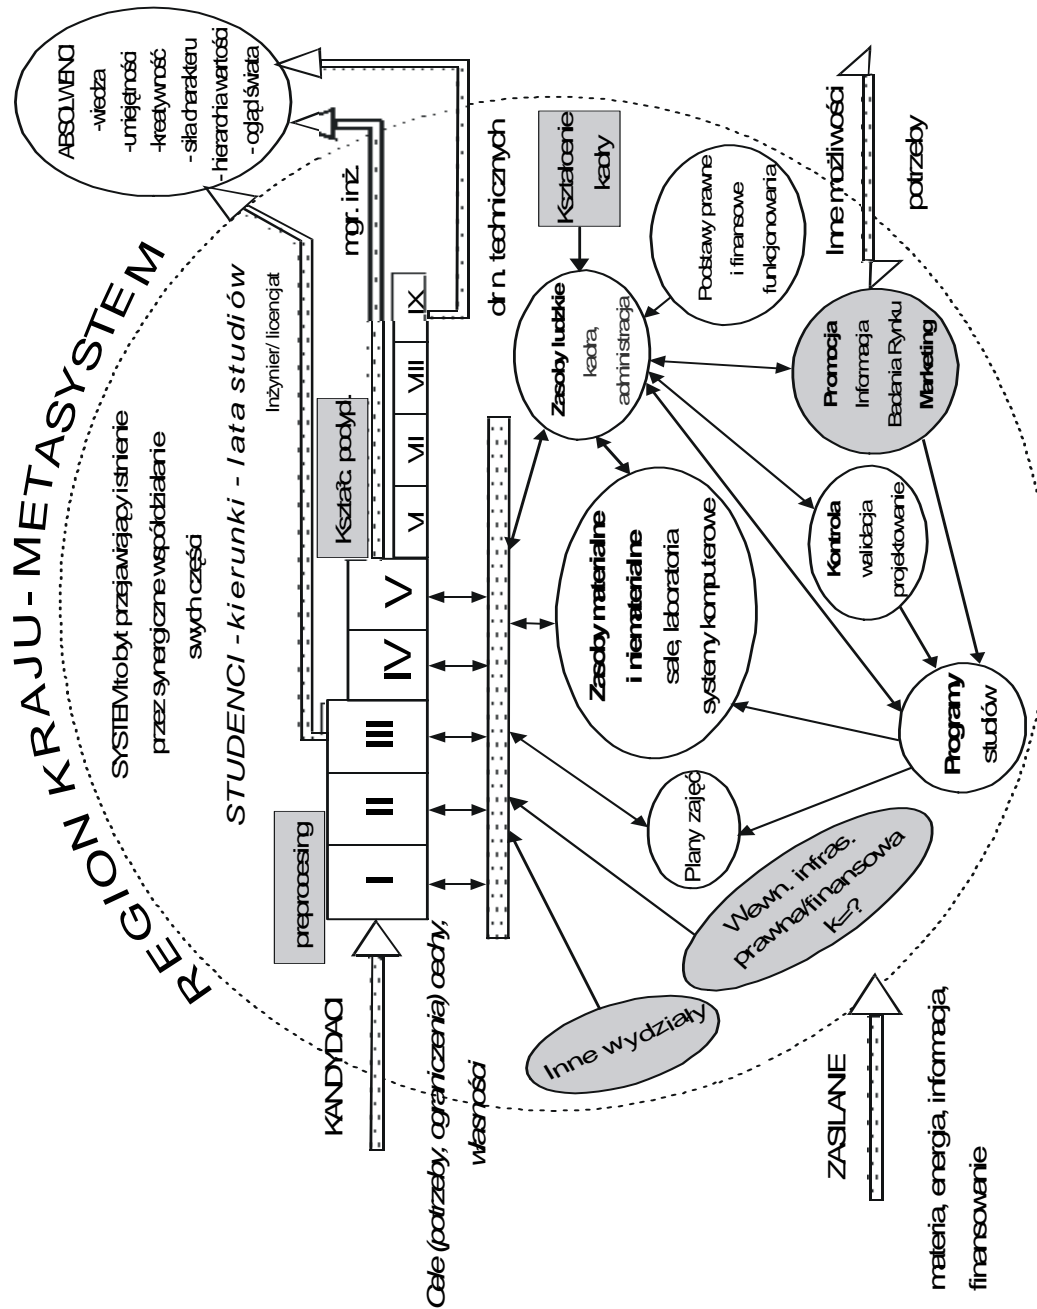 REGION KRAJU - METASYSTEM
SYSTEM to byt przejawiający istnienie
przez synergiczne współdziałanie
swych części
STUDENCI - kierunki - lata studiów
Inżynier/ licencjat
mgr. inż.
dr n. technicznych
ABSOLWENCI
- wiedza
- umiejętności
- kreatywność
- siła charakteru
- hierarchia wartości
- ogląd świata
preprocesing
Kształc. podypl.
I
II
III
IV
V
VI
VII
VIII
IX
KANDYDACI
Cele (potrzeby, ograniczenia) cechy,
własności
Kształcenie
kadry
Zasoby ludzkie
kadra,
administracja
Podstawy prawne
i finansowe
funkcjonowania
Zasoby materialne
i niematerialne
sale, laboratoria
systemy komputerowe
Inne wydziały
Wewn. infras.
prawna/finansowa
k=?
Plany zajęć
Programy
studiów
Kontrola
walidacja
projektowanie
Promocja
Informacja
Badania Rynku
Marketing
Inne możliwości
potrzeby
ZASILANIE
materia, energia, informacja,
finansowanie